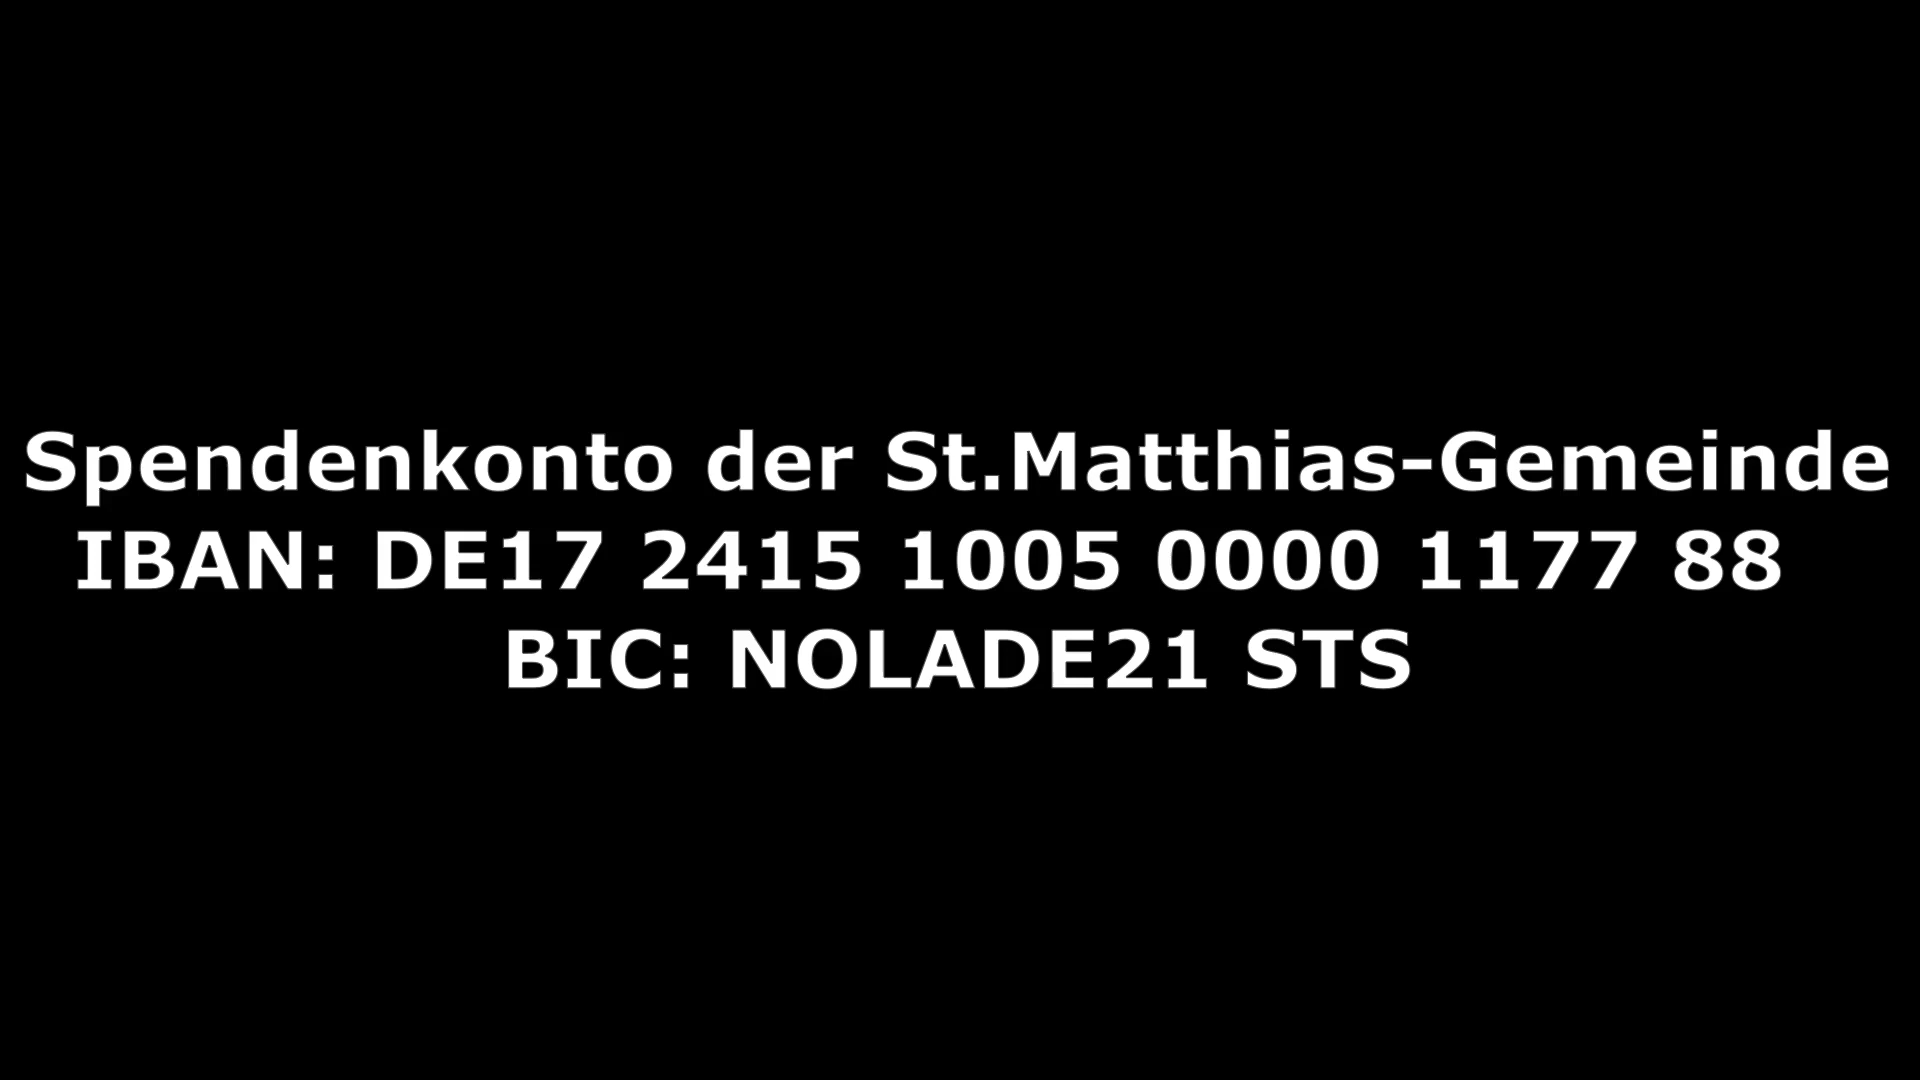 Spendenkonto der St.Matthias-Gemeinde
IBAN: DE17 2415 1005 0000 1177 88
BIC: NOLADE21 STS